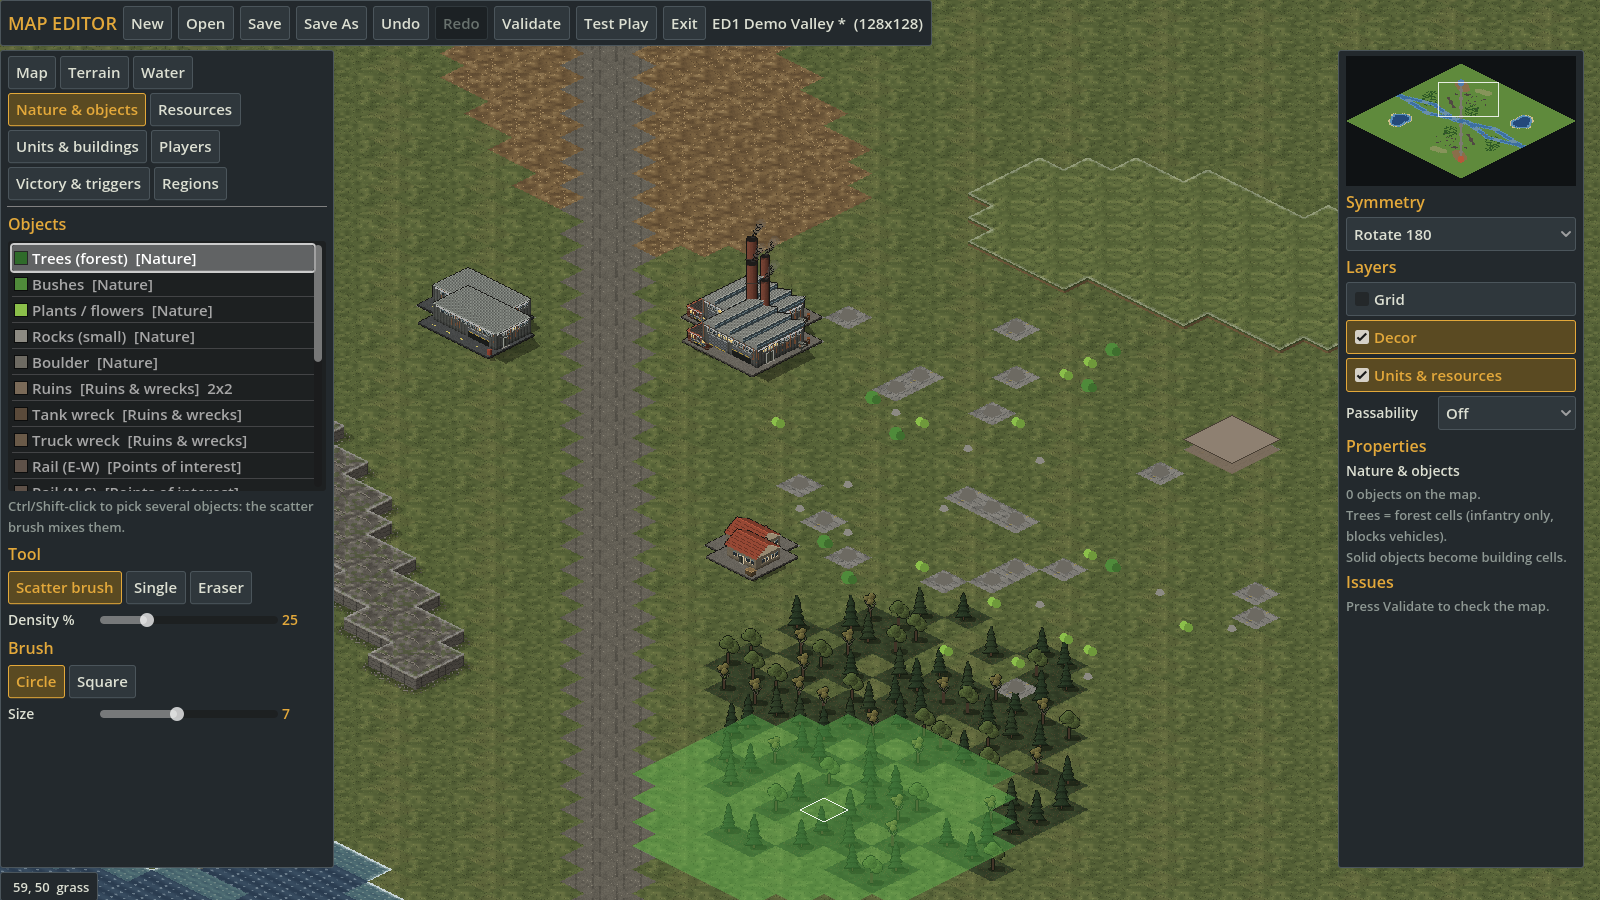 MAP EDITOR New Open Save Save As Undo Redo Validate Test Play Exit ED1 Demo Valley * (128x128)
Map Terrain Water
Nature & objects Resources
Units & buildings Players
Victory & triggers Regions
Objects
Trees (forest) [Nature]
Bushes [Nature]
Plants / flowers [Nature]
Rocks (small) [Nature]
Boulder [Nature]
Ruins [Ruins & wrecks] 2x2
Tank wreck [Ruins & wrecks]
Truck wreck [Ruins & wrecks]
Rail (E-W) [Points of interest]
Rail (N-S) [Points of interest]
Ctrl/Shift-click to pick several objects: the scatter
brush mixes them.
Tool
Scatter brush Single Eraser
Density % 25
Brush
Circle Square
Size 7
59, 50 grass
Symmetry
Rotate 180
Layers
Grid
Decor
Units & resources
Passability Off
Properties
Nature & objects
0 objects on the map.
Trees = forest cells (infantry only,
blocks vehicles).
Solid objects become building cells.
Issues
Press Validate to check the map.